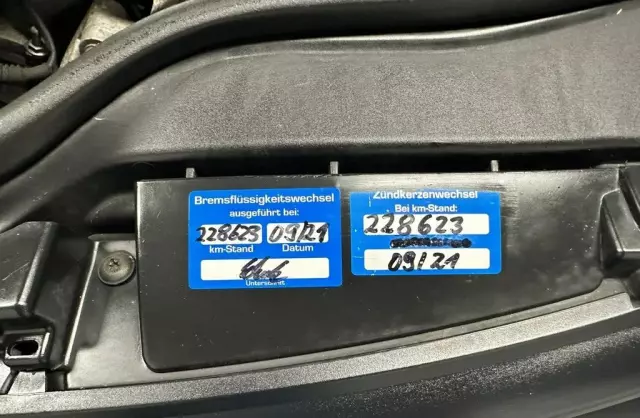 Bremsflüssigkeitswechsel
ausgeführt bei:
228623 09/21
km-Stand Datum
Unterschrift
Zündkerzenwechsel
Bei km-Stand:
228623
09/21